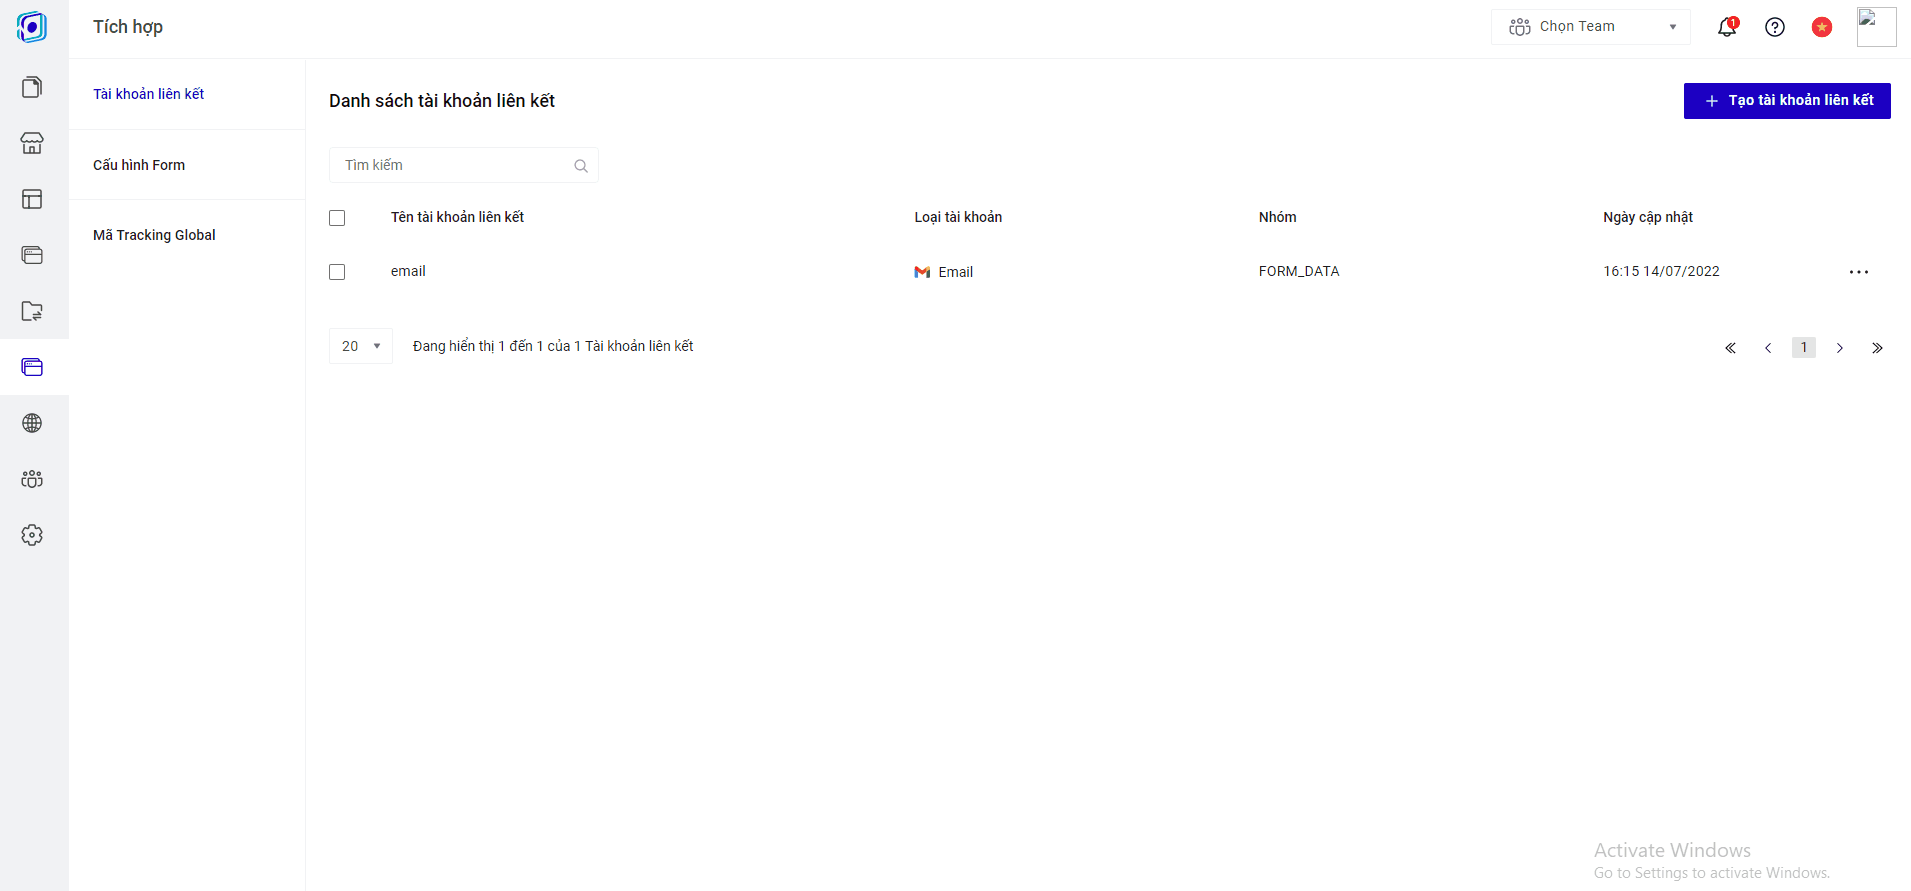 Tích hợp
Chọn Team
1
Tài khoản liên kết
Cấu hình Form
Mã Tracking Global
Danh sách tài khoản liên kết
Tạo tài khoản liên kết
Tìm kiếm
Tên tài khoản liên kết Loại tài khoản Nhóm Ngày cập nhật
email Email FORM_DATA 16:15 14/07/2022
20 Đang hiển thị 1 đến 1 của 1 Tài khoản liên kết 1
Activate Windows
Go to Settings to activate Windows.